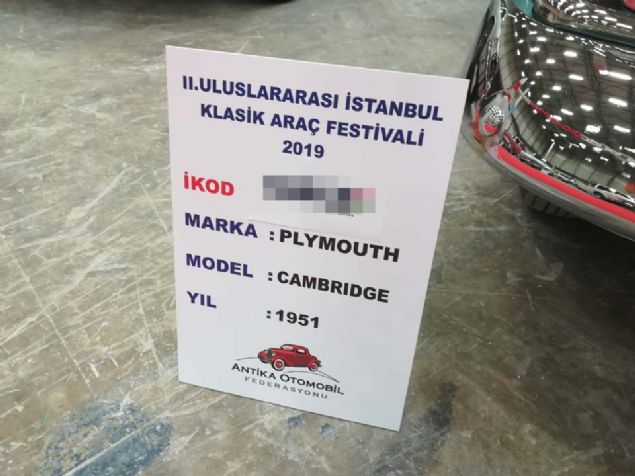 II.ULUSLARARASI İSTANBUL
KLASİK ARAÇ FESTİVALİ
2019
İKOD
MARKA : PLYMOUTH
MODEL : CAMBRIDGE
YIL : 1951
ANTİKA OTOMOBİL
FEDERASYONU